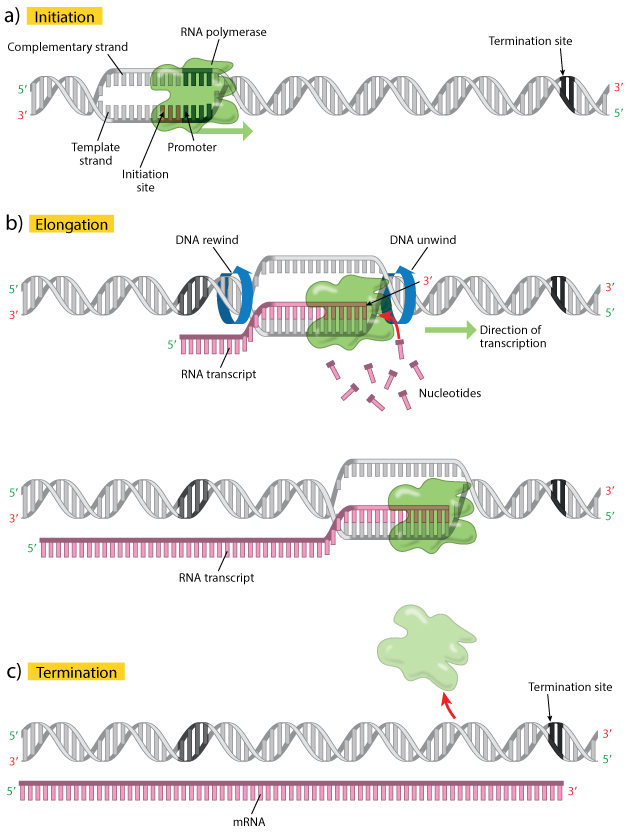 a) Initiation
RNA polymerase
Complementary strand
Termination site
5′
3′
3′
5′
Template
strand
Promoter
Initiation
site
b) Elongation
DNA rewind
DNA unwind
5′
3′
3′
3′
5′
5′
Direction of
transcription
RNA transcript
Nucleotides
5′
3′
3′
5′
5′
RNA transcript
c) Termination
Termination site
5′
3′
3′
5′
5′
3′
mRNA